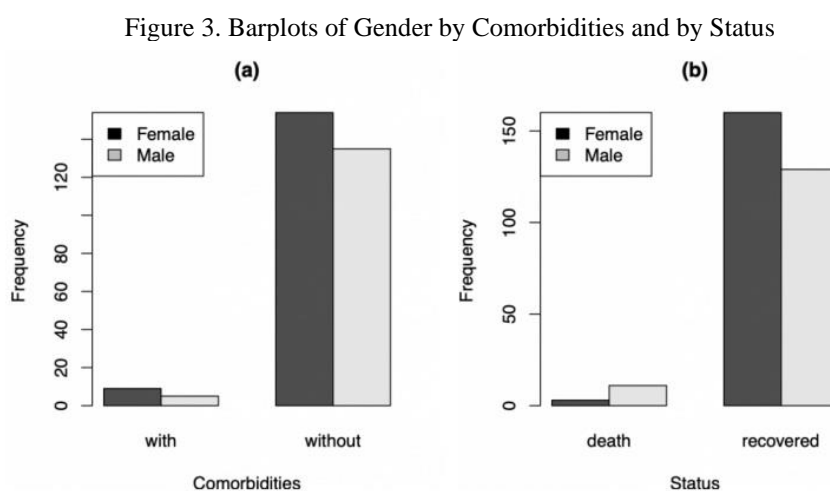 Figure 3. Barplots of Gender by Comorbidities and by Status
(a)
Female
Male
120
80
60
40
20
0
Frequency
with
without
Comorbidities
(b)
Female
Male
150
100
50
0
Frequency
death
recovered
Status